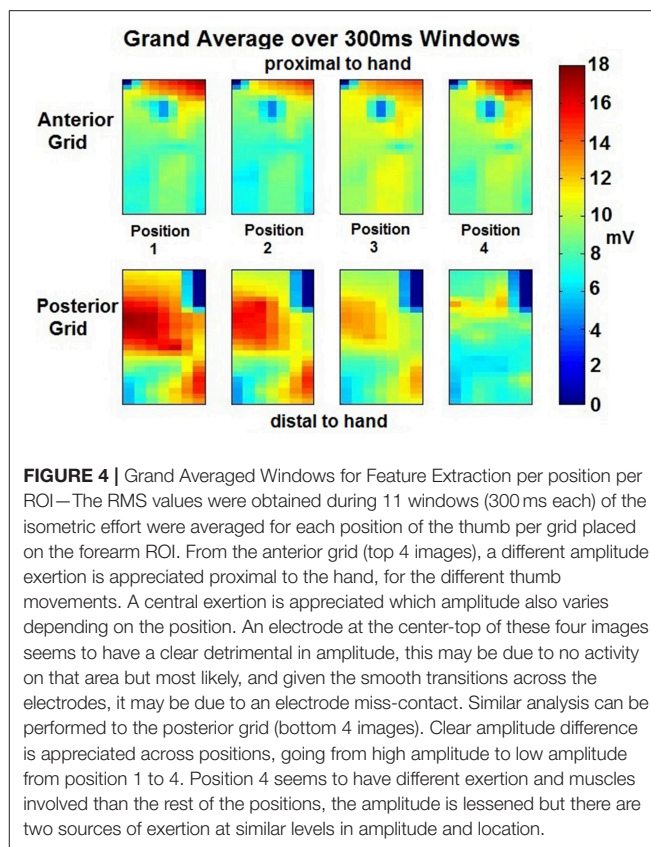 Grand Average over 300ms Windows
proximal to hand
Anterior
Grid
Position
1
Position
2
Position
3
Position
4
Posterior
Grid
distal to hand
18
16
14
12
10
mV
8
6
4
2
0
FIGURE 4 | Grand Averaged Windows for Feature Extraction per position per
ROI—The RMS values were obtained during 11 windows (300 ms each) of the
isometric effort were averaged for each position of the thumb per grid placed
on the forearm ROI. From the anterior grid (top 4 images), a different amplitude
exertion is appreciated proximal to the hand, for the different thumb
movements. A central exertion is appreciated which amplitude also varies
depending on the position. An electrode at the center-top of these four images
seems to have a clear detrimental in amplitude, this may be due to no activity
on that area but most likely, and given the smooth transitions across the
electrodes, it may be due to an electrode miss-contact. Similar analysis can be
performed to the posterior grid (bottom 4 images). Clear amplitude difference
is appreciated across positions, going from high amplitude to low amplitude
from position 1 to 4. Position 4 seems to have different exertion and muscles
involved than the rest of the positions, the amplitude is lessened but there are
two sources of exertion at similar levels in amplitude and location.